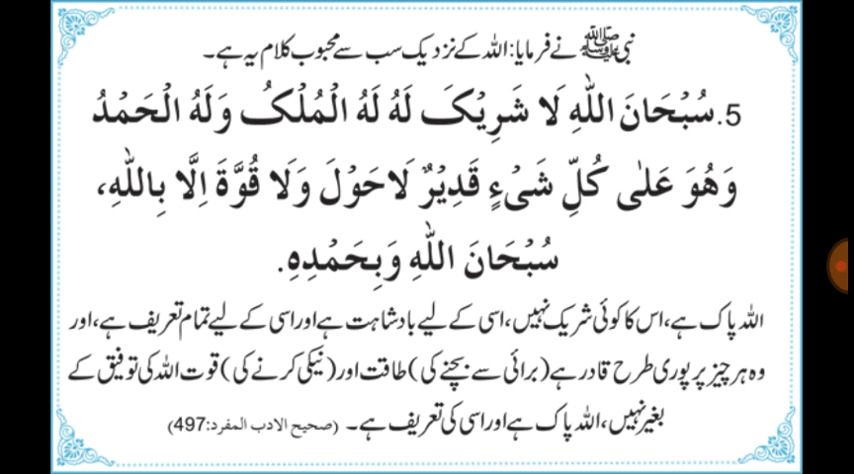 نبی ﷺ نے فرمایا: اللہ کے نزدیک سب سے محبوب کلام یہ ہے۔
5. سُبْحَانَ اللّٰهِ لَا شَرِيْكَ لَهُ لَهُ الْمُلْكُ وَلَهُ الْحَمْدُ
وَهُوَ عَلٰى كُلِّ شَىْءٍ قَدِيْرٌ لَاحَوْلَ وَلَا قُوَّةَ اِلَّا بِاللّٰهِ،
سُبْحَانَ اللّٰهِ وَبِحَمْدِهِ.
اللہ پاک ہے، اس کا کوئی شریک نہیں، اسی کے لیے بادشاہت ہے اور اسی کے لیے تمام تعریف ہے، اور
وہ ہر چیز پر پوری طرح قادر ہے (برائی سے بچنے کی) طاقت اور (نیکی کرنے کی) قوت اللہ کی توفیق کے
بغیر نہیں، اللہ پاک ہے اور اسی کی تعریف ہے۔ (صحیح الادب المفرد:497)